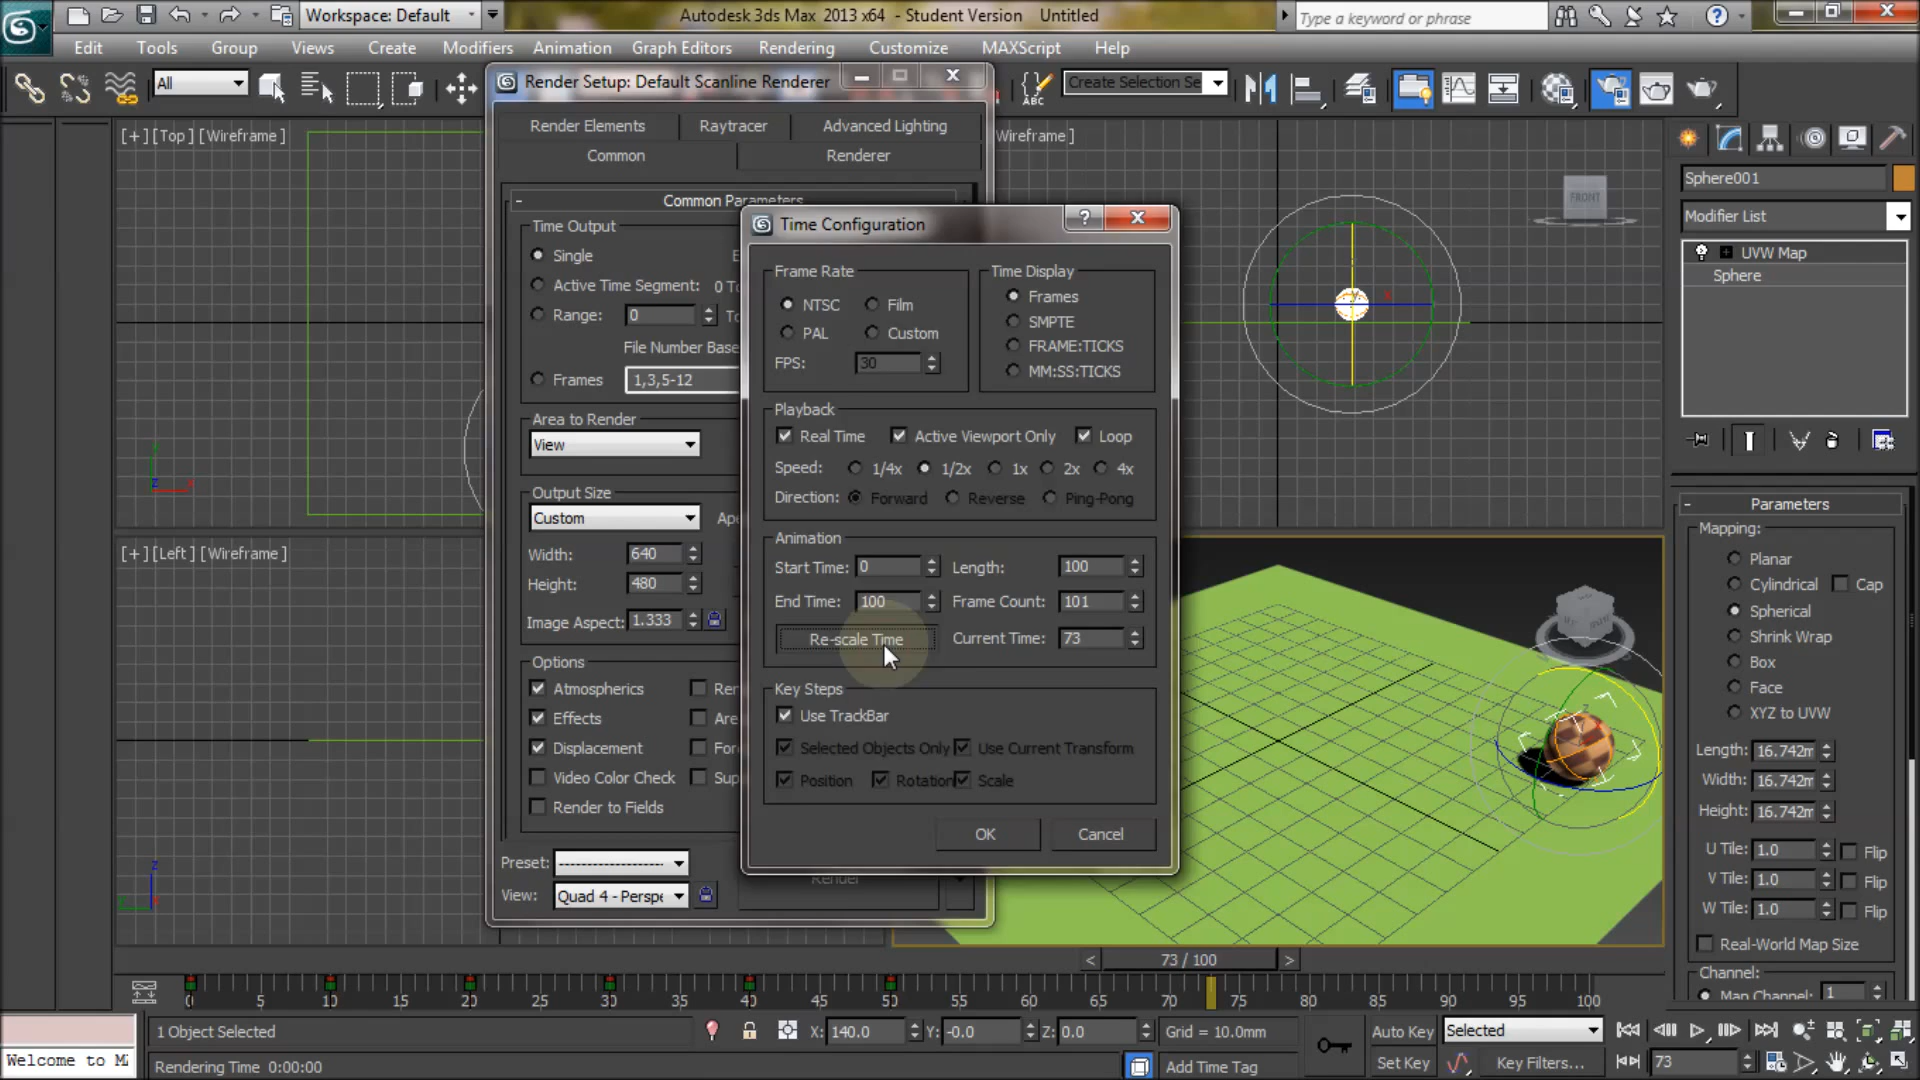 Workspace: Default
Autodesk 3ds Max 2013 x64 - Student Version Untitled
Type a keyword or phrase
Edit Tools Group Views Create Modifiers Animation Graph Editors Rendering Customize MAXScript Help
All
ABC
Create Selection Se
Render Setup: Default Scanline Renderer
Render Elements Raytracer Advanced Lighting
Common Renderer
Common Parameters
Time Output
Single
Active Time Segment: 0 To
Range: 0
File Number Base
Frames 1,3,5-12
Area to Render
View
Output Size
Custom
Width: 640
Height: 480
Image Aspect: 1.333
Options
Atmospherics
Effects
Displacement
Video Color Check
Render to Fields
Preset: -------------------
View: Quad 4 - Perspe
Render
Time Configuration
?
Frame Rate
NTSC Film
PAL Custom
FPS: 30
Time Display
Frames
SMPTE
FRAME:TICKS
MM:SS:TICKS
Playback
Real Time Active Viewport Only Loop
Speed: 1/4x 1/2x 1x 2x 4x
Direction: Forward Reverse Ping-Pong
Animation
Start Time: 0 Length: 100
End Time: 100 Frame Count: 101
Re-scale Time Current Time: 73
Key Steps
Use TrackBar
Selected Objects Only Use Current Transform
Position Rotation Scale
OK Cancel
[+][Top][Wireframe]
Wireframe]
[+][Left][Wireframe]
FRONT
z
x
z
Sphere001
Modifier List
UVW Map
Sphere
Parameters
Mapping:
Planar
Cylindrical Cap
Spherical
Shrink Wrap
Box
Face
XYZ to UVW
Length: 16.742m
Width: 16.742m
Height: 16.742m
U Tile: 1.0 Flip
V Tile: 1.0 Flip
W Tile: 1.0 Flip
Real-World Map Size
Channel:
Map Channel: 1
< 73 / 100 >
0 5 10 15 20 25 30 35 40 45 50 55 60 65 70 75 80 85 90 95 100
1 Object Selected
X: 140.0 Y: -0.0 Z: 0.0 Grid = 10.0mm
Auto Key Selected
Welcome to M
Rendering Time 0:00:00
Add Time Tag
Set Key Key Filters...
73